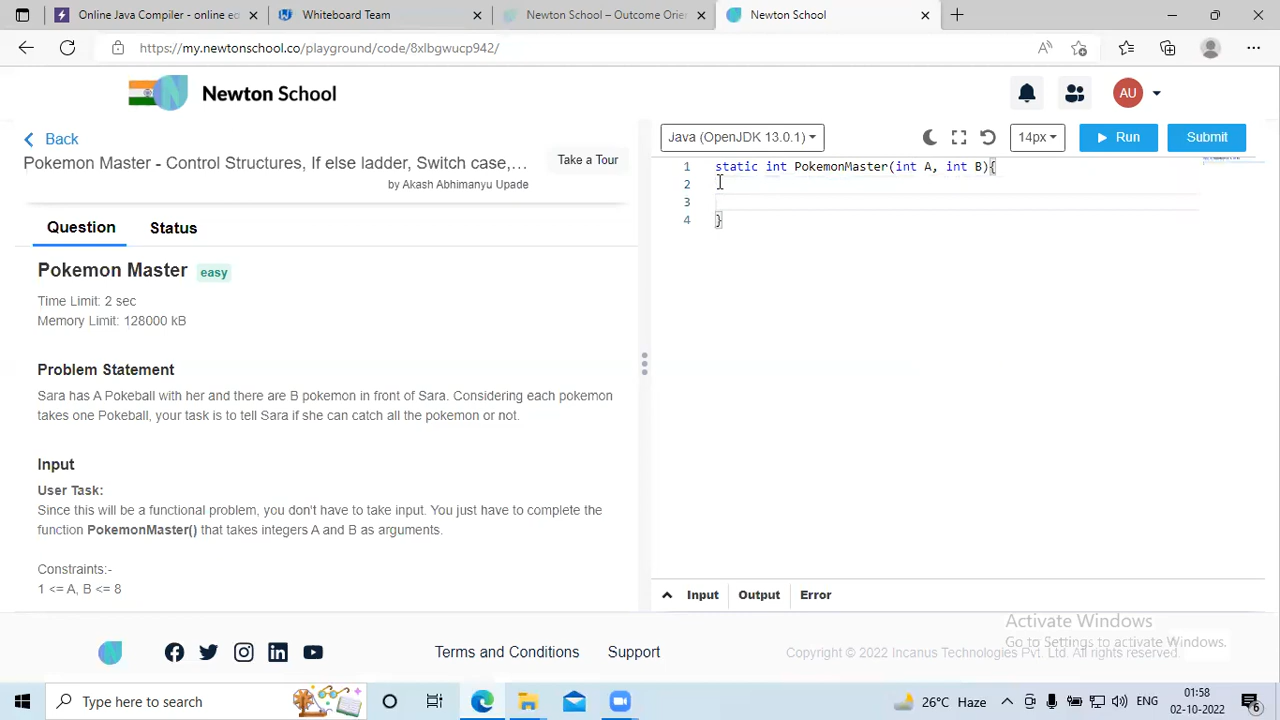 Wheebox Team
Newton School – Outcome Orie
Newton School
https://my.newtonschool.co/playground/code/8xlbgwucp942/
Newton School
AU
Back
Pokemon Master - Control Structures, If else ladder, Switch case,...
Take a Tour
by Akash Abhimanyu Upade
Question Status
Pokemon Master easy
Time Limit: 2 sec
Memory Limit: 128000 kB
Problem Statement
Sara has A Pokeball with her and there are B pokemon in front of Sara. Considering each pokemon
takes one Pokeball, your task is to tell Sara if she can catch all the pokemon or not.
Input
User Task:
Since this will be a functional problem, you don't have to take input. You just have to complete the
function PokemonMaster() that takes integers A and B as arguments.
Constraints:-
1 <= A, B <= 8
Java (OpenJDK 13.0.1)
14px
Run
Submit
1 static int PokemonMaster(int A, int B){
2
3
4 }
Input Output Error
Activate Windows
Go to Settings to activate Windows.
Terms and Conditions Support
Copyright © 2022 Incanus Technologies Pvt. Ltd. All rights reserved.
Type here to search
26°C Haze
ENG
01:58
02-10-2022
6